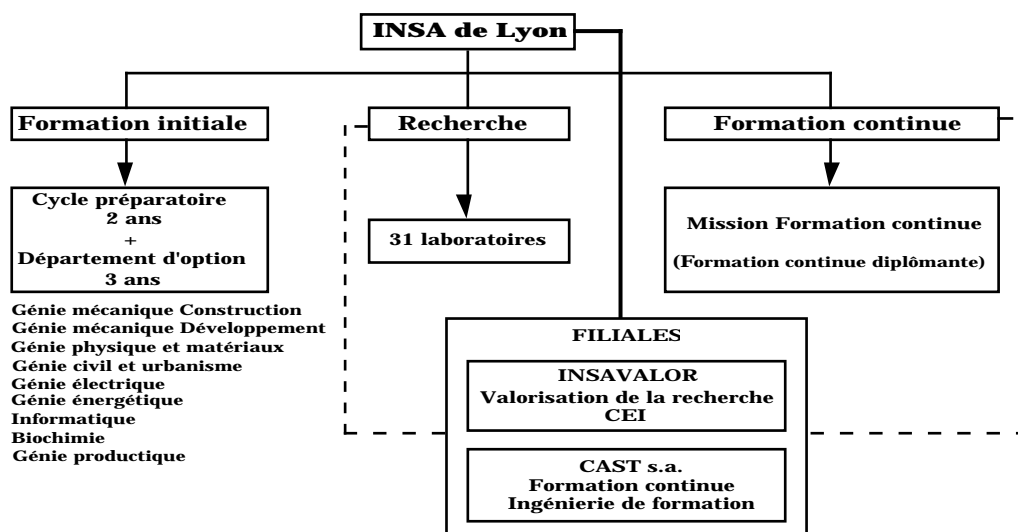 INSA de Lyon
Formation initiale
Recherche
Formation continue
Cycle préparatoire
2 ans
+
Département d'option
3 ans
31 laboratoires
Mission Formation continue
(Formation continue diplômante)
Génie mécanique Construction
Génie mécanique Développement
Génie physique et matériaux
Génie civil et urbanisme
Génie électrique
Génie énergétique
Informatique
Biochimie
Génie productique
FILIALES
INSAVALOR
Valorisation de la recherche
CEI
CAST s.a.
Formation continue
Ingénierie de formation